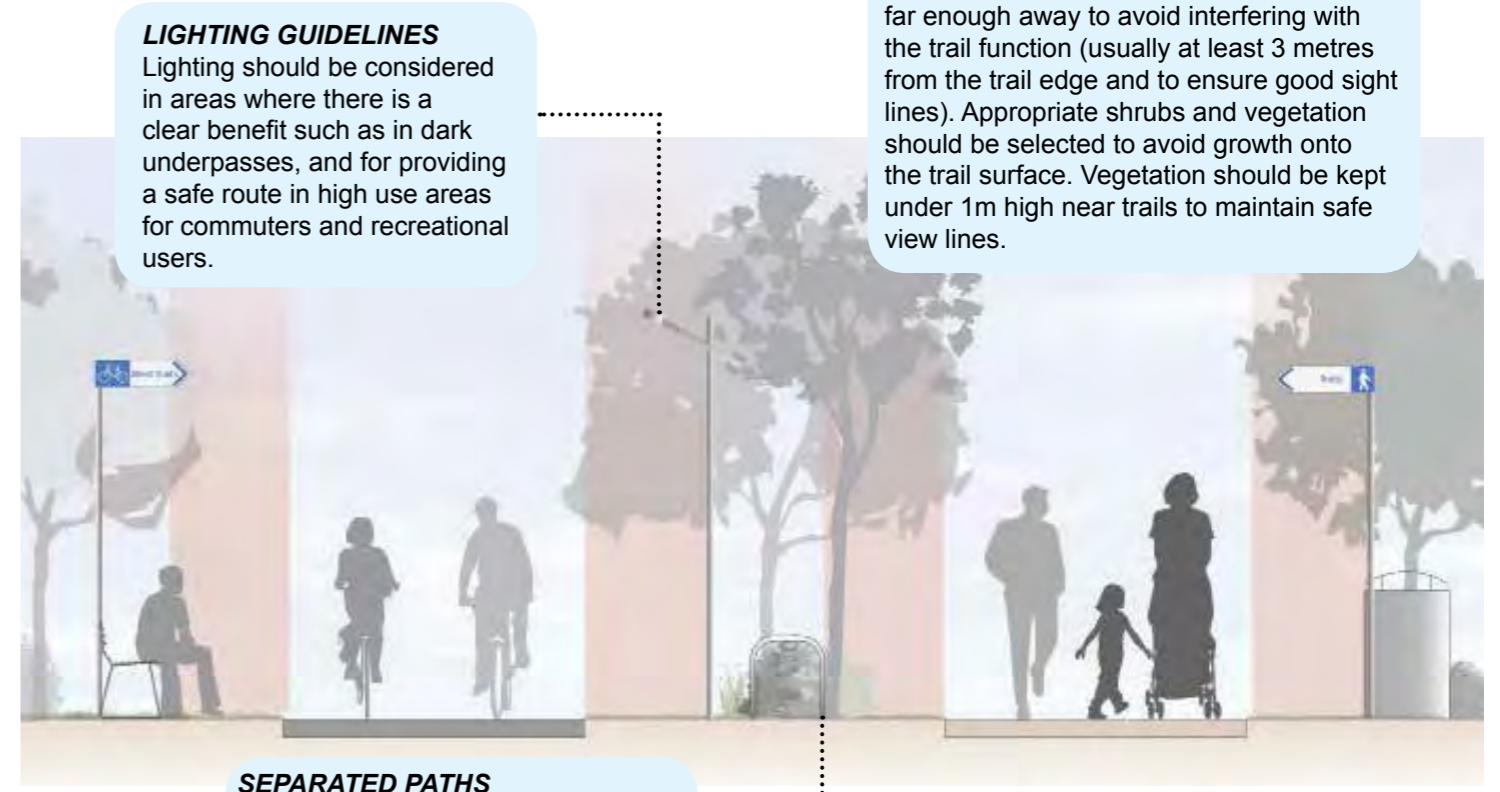 LIGHTING GUIDELINES
Lighting should be considered
in areas where there is a
clear benefit such as in dark
underpasses, and for providing
a safe route in high use areas
for commuters and recreational
users.
far enough away to avoid interfering with
the trail function (usually at least 3 metres
from the trail edge and to ensure good sight
lines). Appropriate shrubs and vegetation
should be selected to avoid growth onto
the trail surface. Vegetation should be kept
under 1m high near trails to maintain safe
view lines.
SEPARATED PATHS